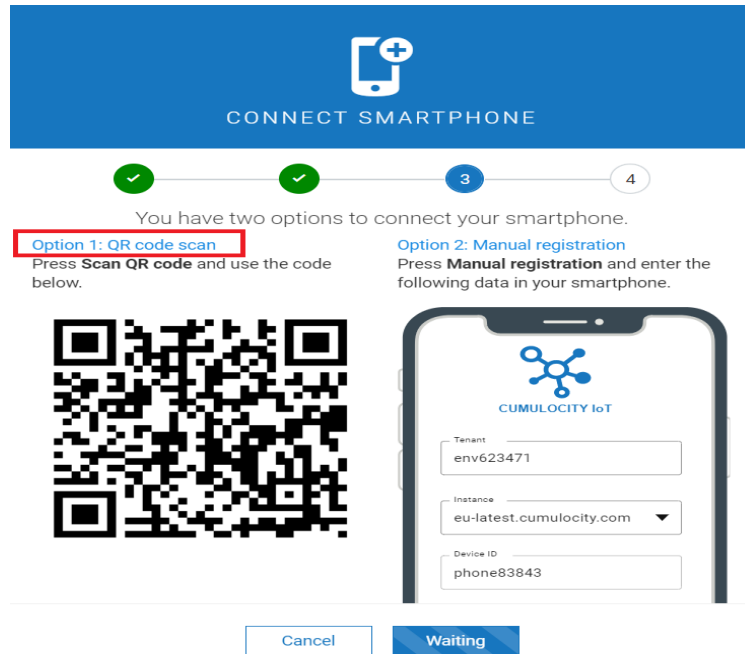 CONNECT SMARTPHONE
3
4
You have two options to connect your smartphone.
Option 1: QR code scan
Press Scan QR code and use the code
below.
Option 2: Manual registration
Press Manual registration and enter the
following data in your smartphone.
CUMULOCITY IoT
Tenant
env623471
Instance
eu-latest.cumulocity.com
Device ID
phone83843
Cancel
Waiting